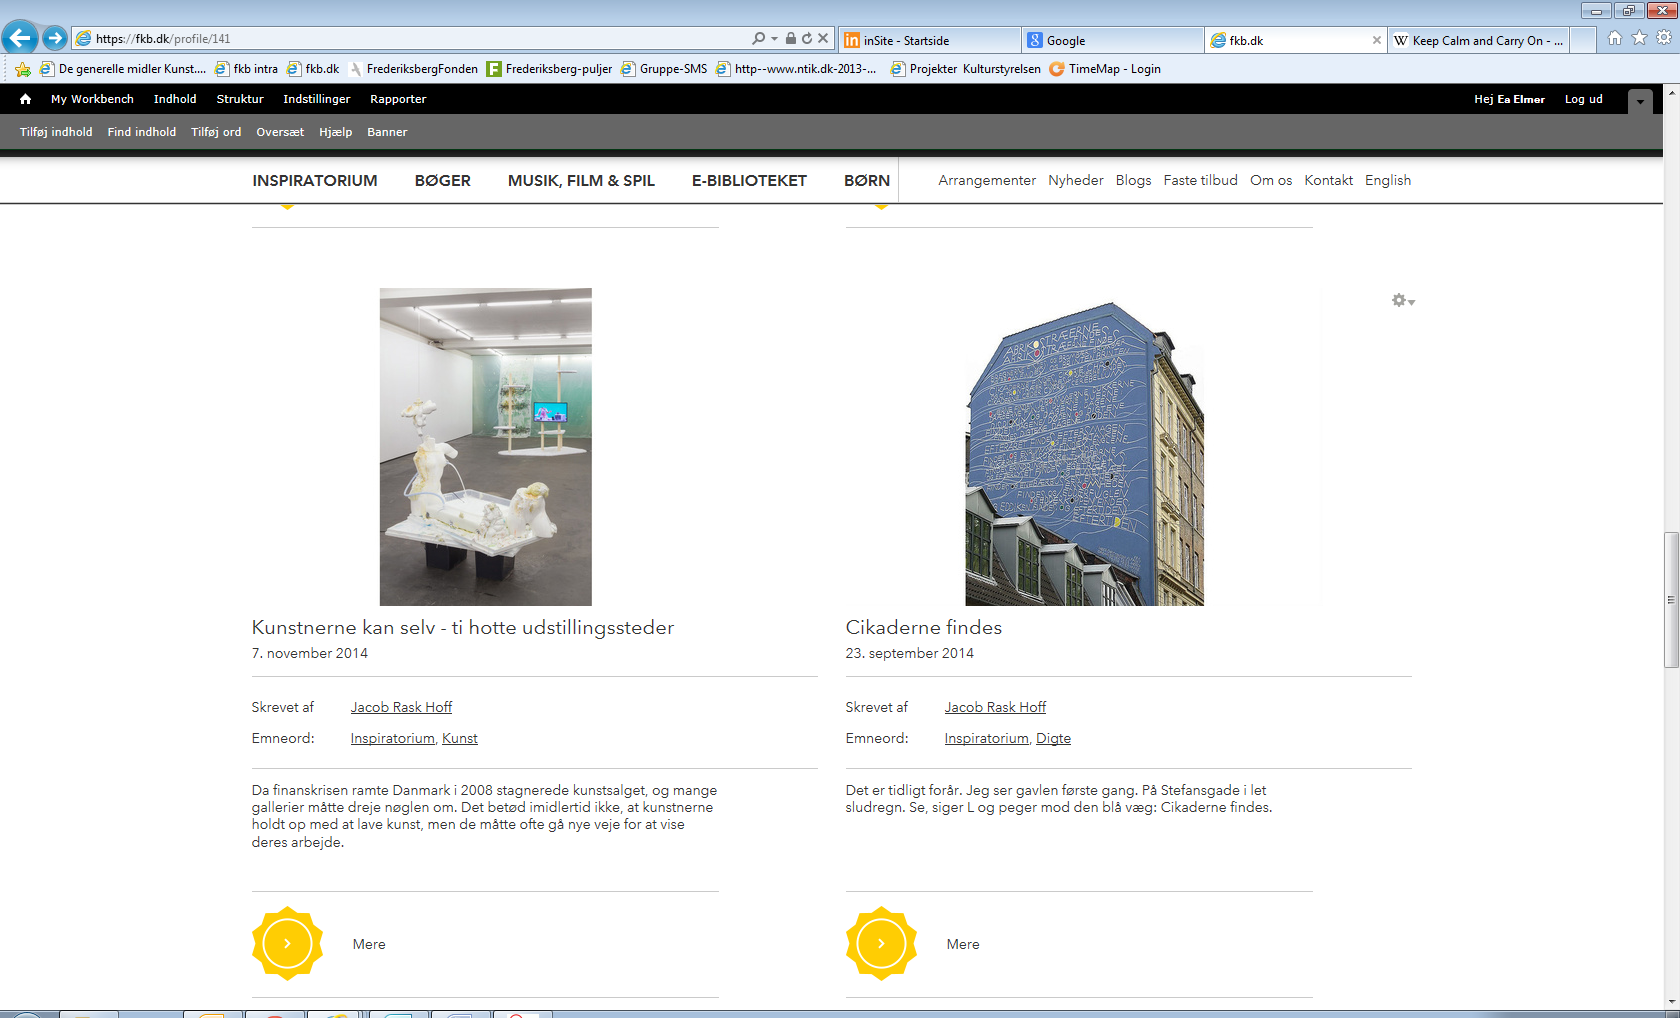 https://fkb.dk/profile/141
inSite - Startside
Google
fkb.dk
Keep Calm and Carry On - ...
De generelle midler Kunst....
fkb intra
fkb.dk
FrederiksbergFonden
Frederiksberg-puljer
Gruppe-SMS
http--www.ntik.dk-2013-...
Projekter Kulturstyrelsen
TimeMap - Login
My Workbench
Indhold
Struktur
Indstillinger
Rapporter
Hej Ea Elmer
Log ud
Tilføj indhold
Find indhold
Tilføj ord
Oversæt
Hjælp
Banner
INSPIRATORIUM
BØGER
MUSIK, FILM & SPIL
E-BIBLIOTEKET
BØRN
Arrangementer
Nyheder
Blogs
Faste tilbud
Om os
Kontakt
English
Kunstnerne kan selv - ti hotte udstillingssteder
7. november 2014
Skrevet af Jacob Rask Hoff
Emneord: Inspiratorium, Kunst
Da finanskrisen ramte Danmark i 2008 stagnerede kunstsalget, og mange
gallerier måtte dreje nøglen om. Det betød imidlertid ikke, at kunstnerne
holdt op med at lave kunst, men de måtte ofte gå nye veje for at vise
deres arbejde.
Mere
Cikaderne findes
23. september 2014
Skrevet af Jacob Rask Hoff
Emneord: Inspiratorium, Digte
Det er tidligt forår. Jeg ser gavlen første gang. På Stefansgade i let
sludregn. Se, siger L og peger mod den blå væg: Cikaderne findes.
Mere